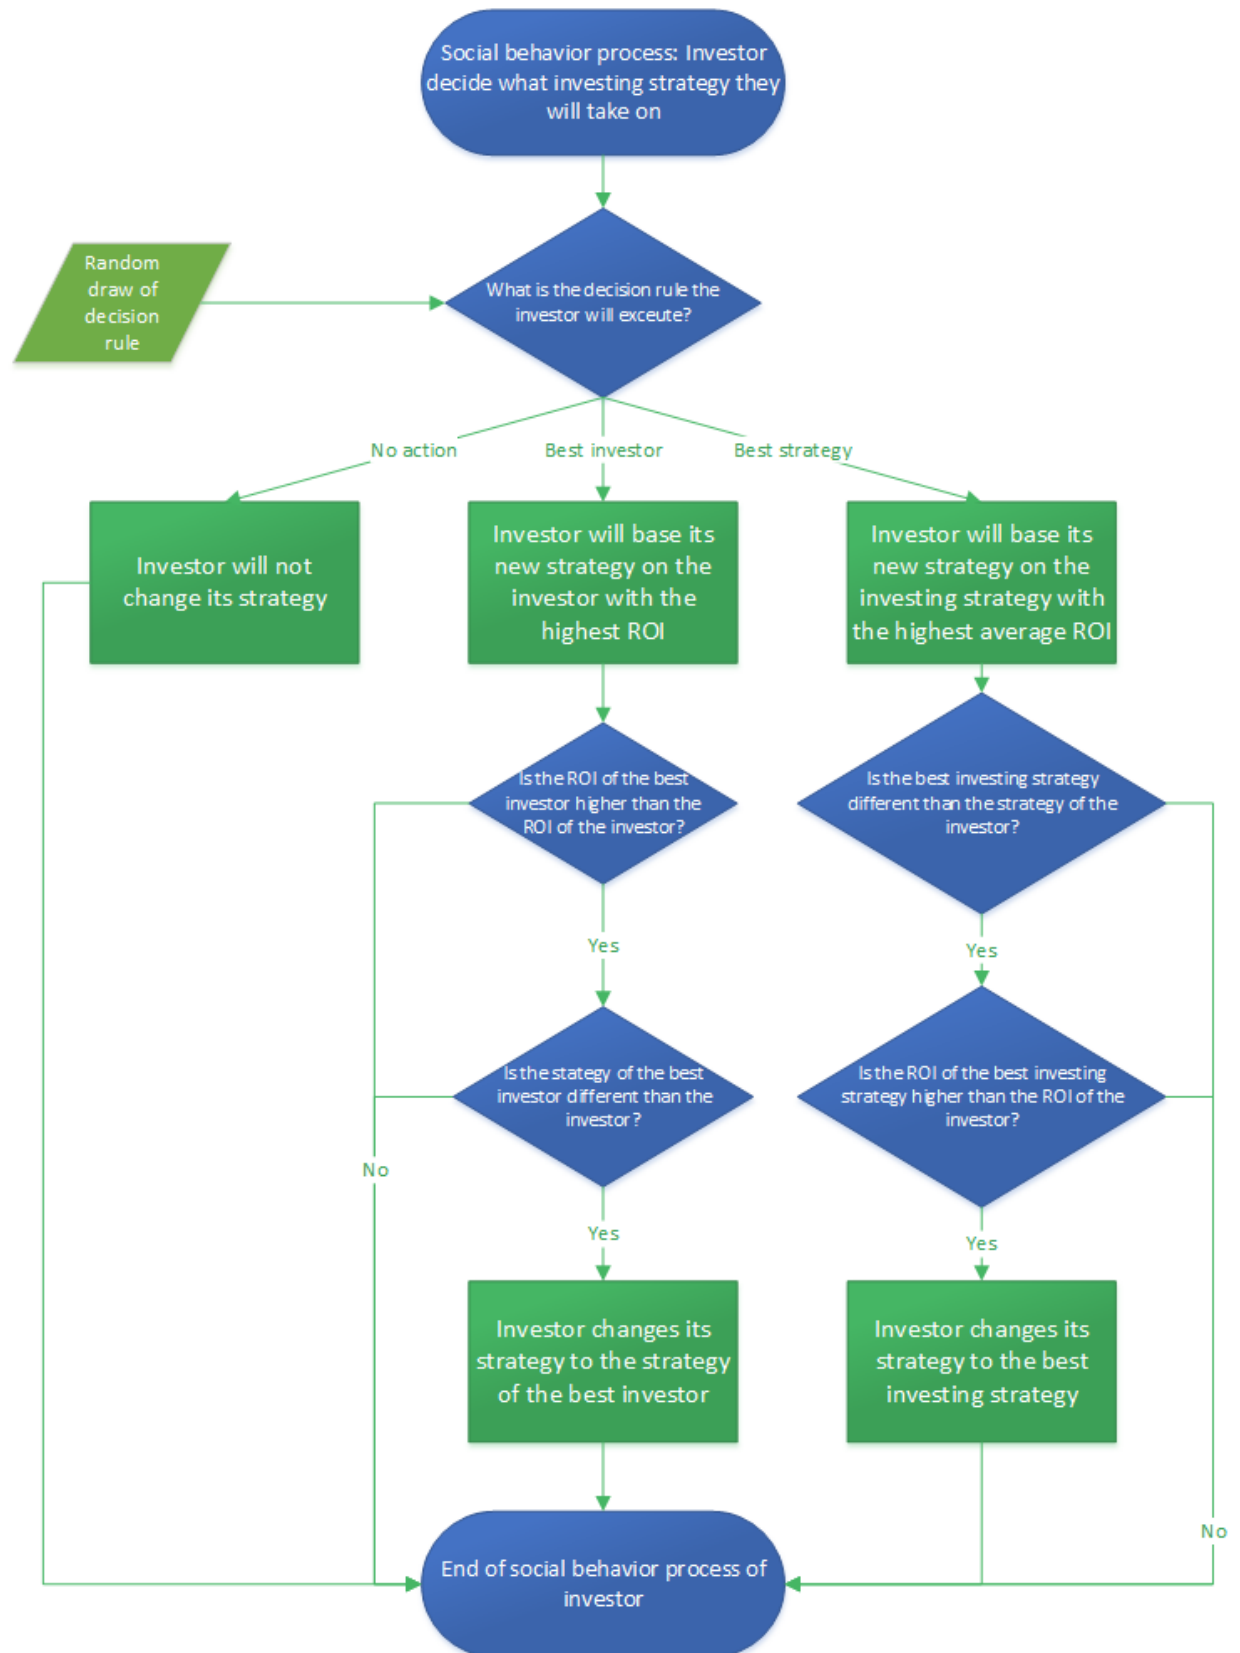 Social behavior process: Investor
decide what investing strategy they
will take on
Random
draw of
decision
rule
What is the decision rule the
investor will exceute?
No action
Best investor
Best strategy
Investor will not
change its strategy
Investor will base its
new strategy on the
investor with the
highest ROI
Investor will base its
new strategy on the
investing strategy with
the highest average ROI
Is the ROI of the best
investor higher than the
ROI of the investor?
Is the best investing strategy
different than the strategy of the
investor?
Yes
Yes
Is the stategy of the best
investor different than the
investor?
Is the ROI of the best investing
strategy higher than the ROI of the
investor?
No
Yes
Yes
Investor changes its
strategy to the strategy
of the best investor
Investor changes its
strategy to the best
investing strategy
No
End of social behavior process of
investor